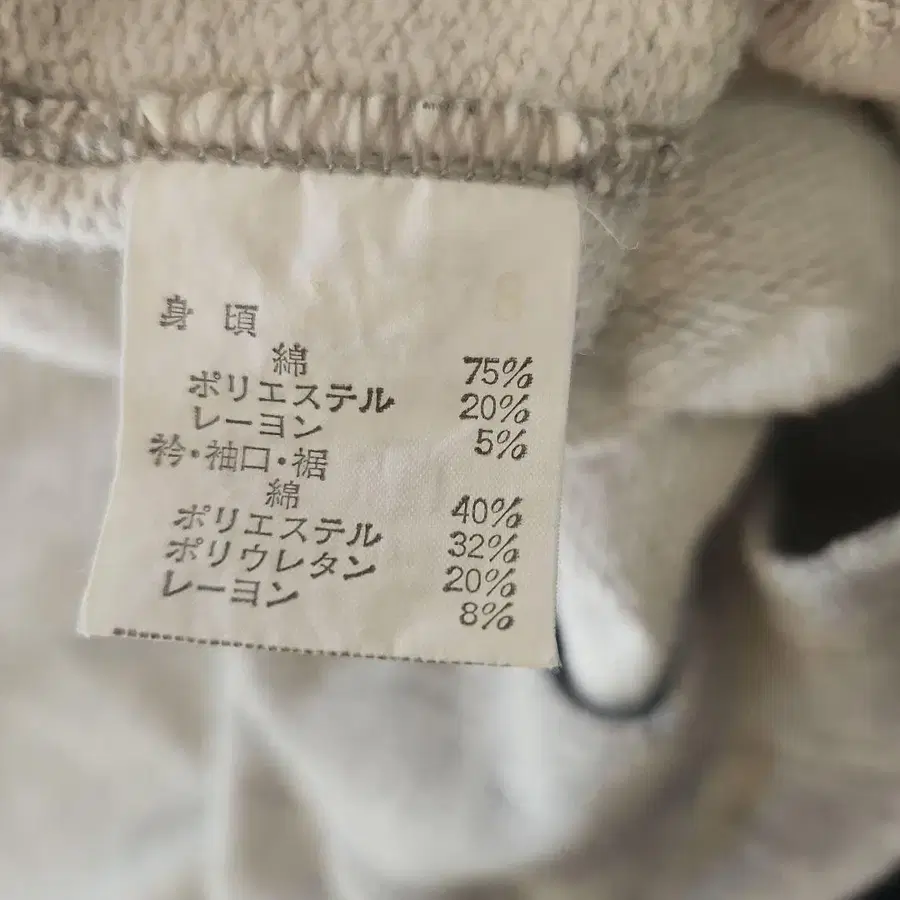 身頃
綿 75%
ポリエステル 20%
レーヨン 5%
衿・袖口・裾
綿 40%
ポリエステル 32%
ポリウレタン 20%
レーヨン 8%